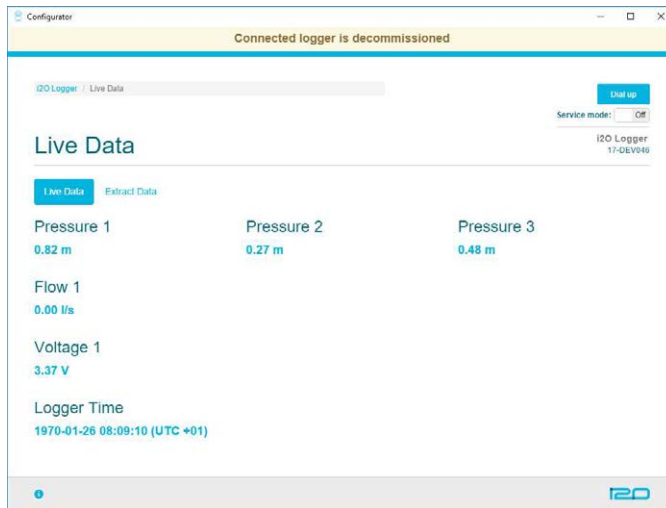 Configurator
Connected logger is decommissioned
i2O Logger / Live Data
Dial up
Service mode: Off
Live Data
i2O Logger
17-DEV046
Live Data Extract Data
Pressure 1 Pressure 2 Pressure 3
0.82 m 0.27 m 0.48 m
Flow 1
0.00 l/s
Voltage 1
3.37 V
Logger Time
1970-01-26 08:09:10 (UTC +01)
i2O